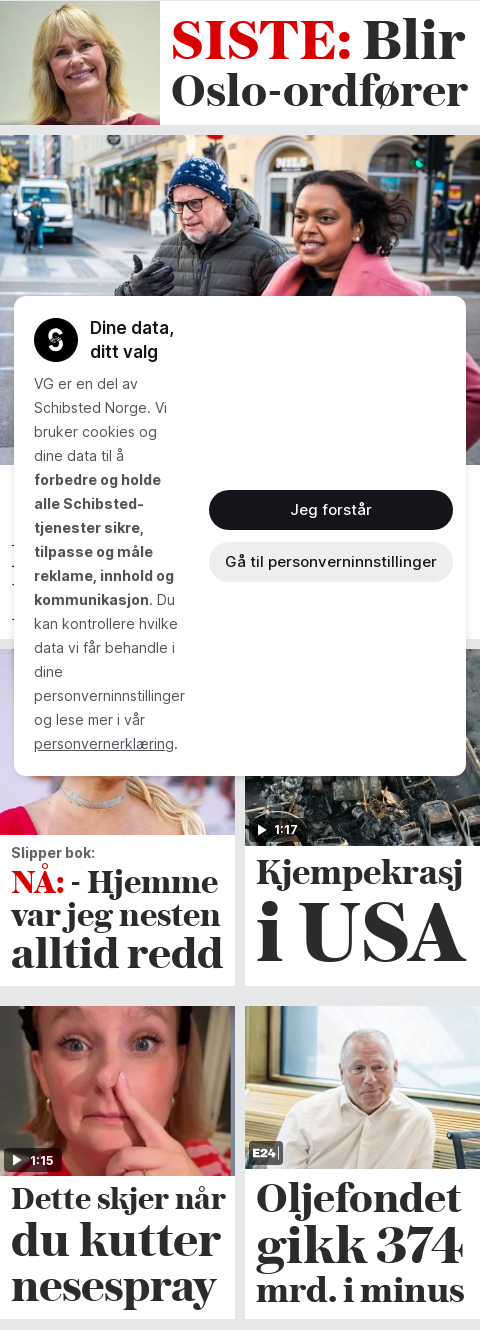 SISTE: Blir
Oslo-ordfører
NILS
Dine data,
ditt valg
VG er en del av
Schibsted Norge. Vi
bruker cookies og
dine data til å
forbedre og holde
alle Schibsted-
tjenester sikre,
tilpasse og måle
reklame, innhold og
kommunikasjon. Du
kan kontrollere hvilke
data vi får behandle i
dine
personverninnstillinger
og lese mer i vår
personvernerklæring.
Jeg forstår
Gå til personverninnstillinger
1:17
Slipper bok:
NÅ: - Hjemme
var jeg nesten
alltid redd
Kjempekrasj
i USA
1:15
E24
Dette skjer når
du kutter
nesespray
Oljefondet
gikk 374
mrd. i minus